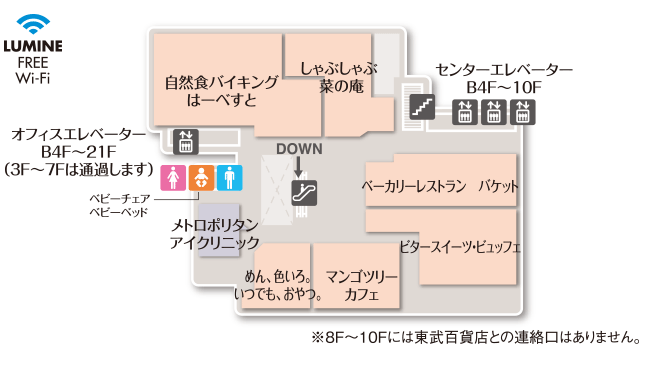 LUMINE
FREE
Wi-Fi
自然食バイキング
はーべすと
しゃぶしゃぶ
菜の庵
センターエレベーター
B4F～10F
オフィスエレベーター
B4F～21F
（3F～7Fは通過します）
DOWN
ベビーチェア
ベビーベッド
メトロポリタン
アイクリニック
ベーカリーレストラン バケット
ビタースイーツ・ビュッフェ
めん、色いろ。
いつでも、おやつ。
マンゴツリー
カフェ
※8F～10Fには東武百貨店との連絡口はありません。